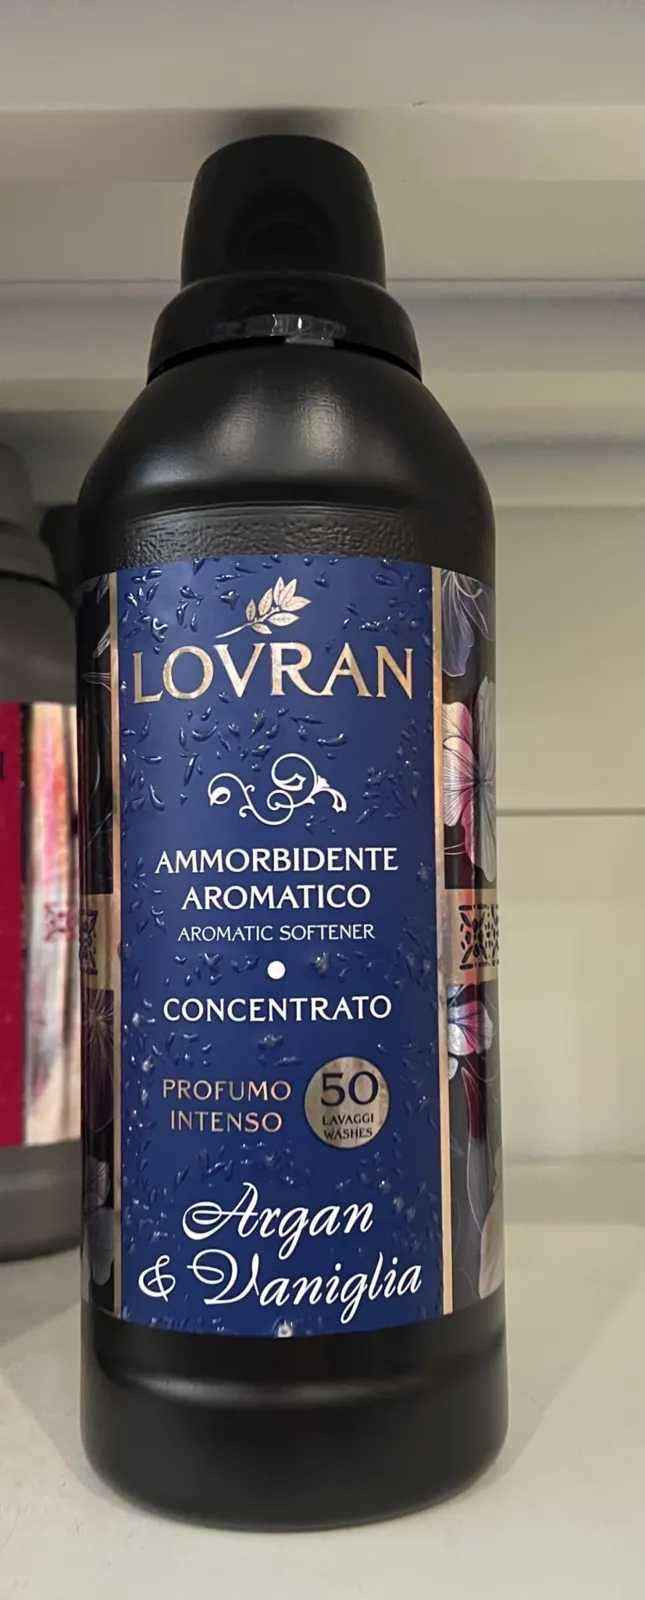 LOVRAN
AMMORBIDENTE
AROMATICO
AROMATIC SOFTENER
CONCENTRATO
PROFUMO
INTENSO
50
LAVAGGI
WASHES
Argan
& Vaniglia